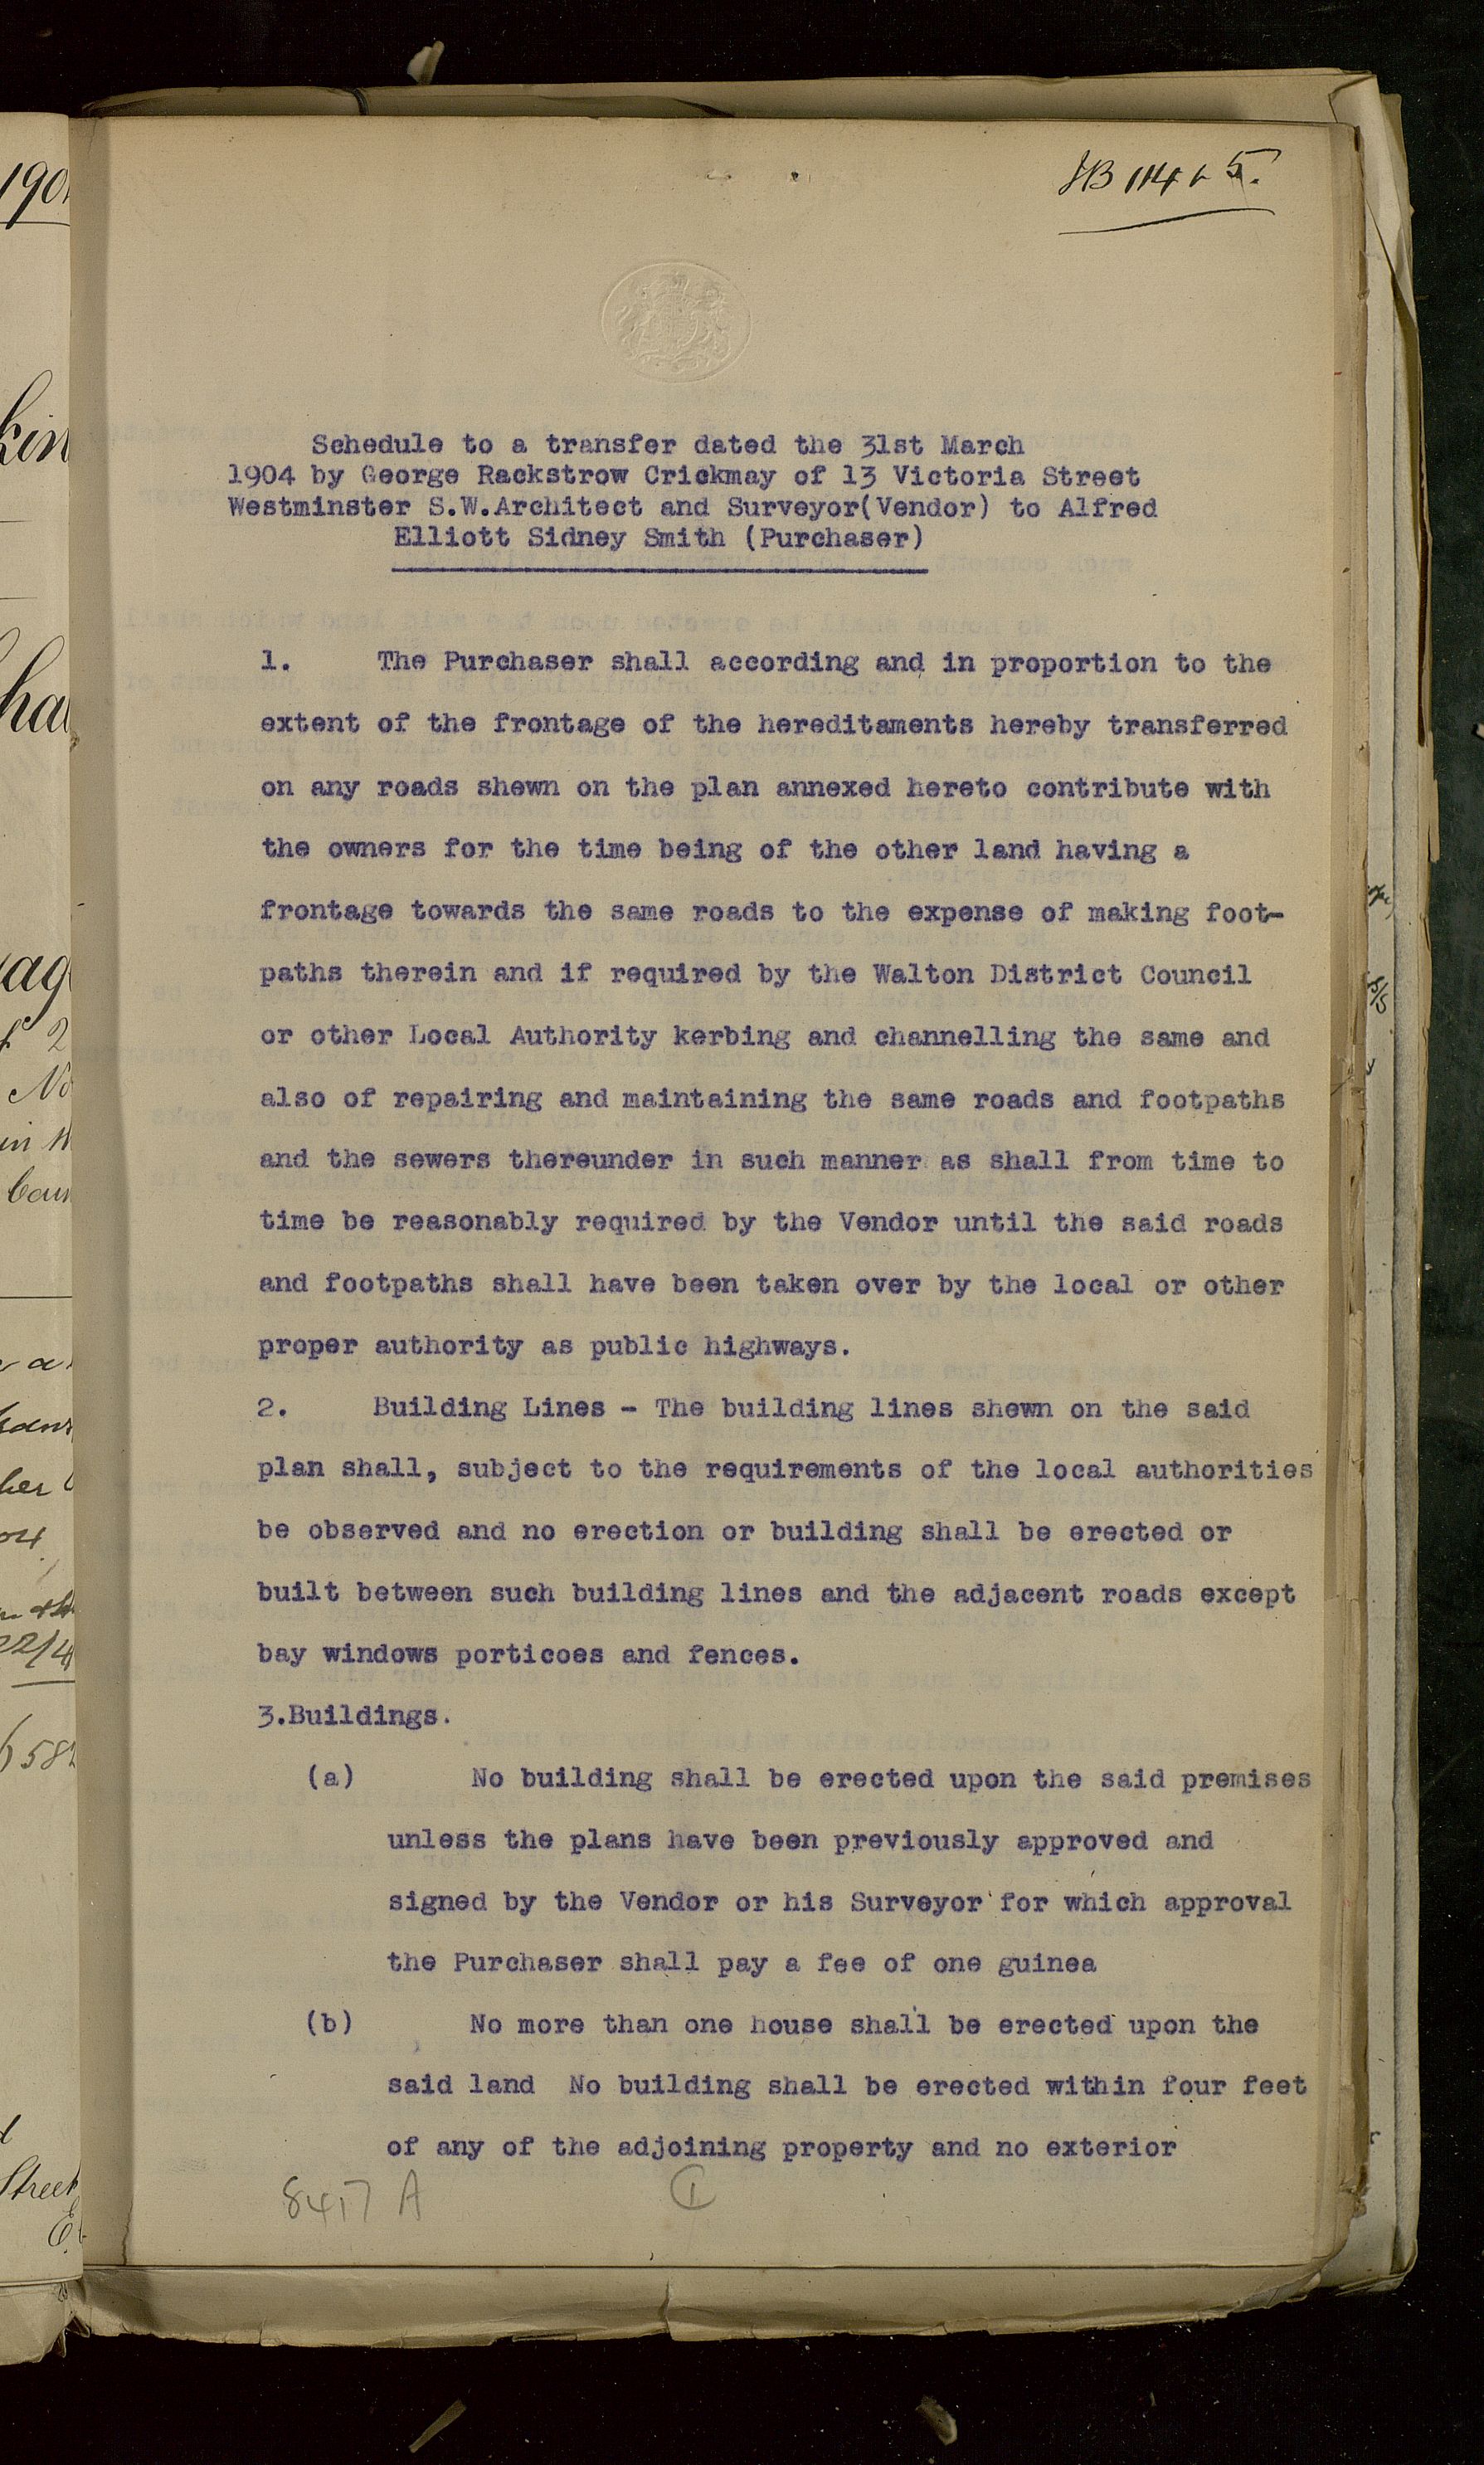 Schedule to a transfer dated the 31st March
1904 by George Rackstrow Crickmay of 13 Victoria Street
Westminster S.W.Architect and Surveyor(Vendor) to Alfred
Elliott Sidney Smith (Purchaser)
1. The Purchaser shall according and in proportion to the
extent of the frontage of the hereditaments hereby transferred
on any roads shewn on the plan annexed hereto contribute with
the owners for the time being of the other land having a
frontage towards the same roads to the expense of making foot-
paths therein and if required by the Walton District Council
or other Local Authority kerbing and channelling the same and
also of repairing and maintaining the same roads and footpaths
and the sewers thereunder in such manner as shall from time to
time be reasonably required by the Vendor until the said roads
and footpaths shall have been taken over by the local or other
proper authority as public highways.
2. Building Lines - The building lines shewn on the said
plan shall, subject to the requirements of the local authorities
be observed and no erection or building shall be erected or
built between such building lines and the adjacent roads except
bay windows porticoes and fences.
3.Buildings.
(a) No building shall be erected upon the said premises
unless the plans have been previously approved and
signed by the Vendor or his Surveyor for which approval
the Purchaser shall pay a fee of one guinea
(b) No more than one house shall be erected upon the
said land No building shall be erected within four feet
of any of the adjoining property and no exterior
8417 A 1